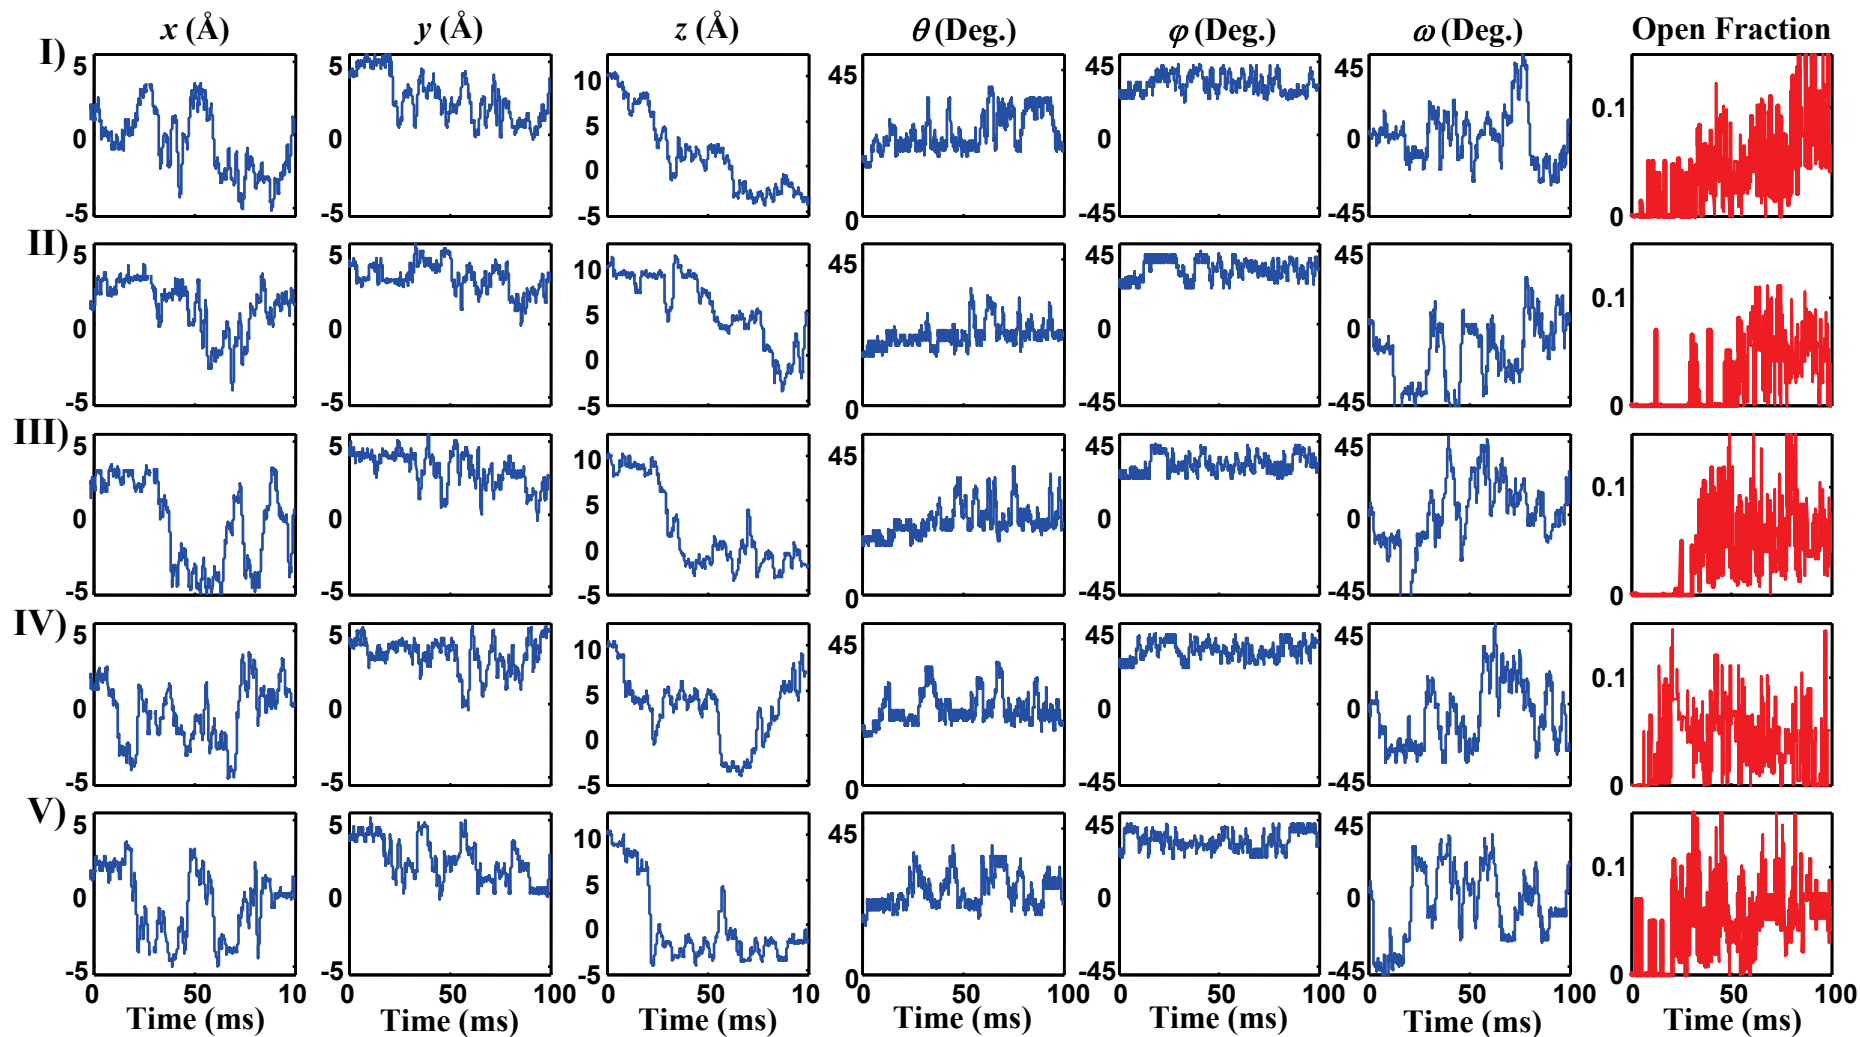 x (Å) y (Å) z (Å) θ (Deg.) φ (Deg.) ω (Deg.) Open Fraction
I) 5 0 -5 5 0 -5 10 5 0 -5 45 0 45 0 -45 45 0 -45 0.1 0
II) 5 0 -5 5 0 -5 10 5 0 -5 45 0 45 0 -45 45 0 -45 0.1 0
III) 5 0 -5 5 0 -5 10 5 0 -5 45 0 45 0 -45 45 0 -45 0.1 0
IV) 5 0 -5 5 0 -5 10 5 0 -5 45 0 45 0 -45 45 0 -45 0.1 0
V) 5 0 -5 5 0 -5 10 5 0 -5 45 0 45 0 -45 45 0 -45 0.1 0
0 50 10 0 50 100 0 50 10 0 50 100 0 50 100 0 50 100 0 50 100
Time (ms) Time (ms) Time (ms) Time (ms) Time (ms) Time (ms) Time (ms)